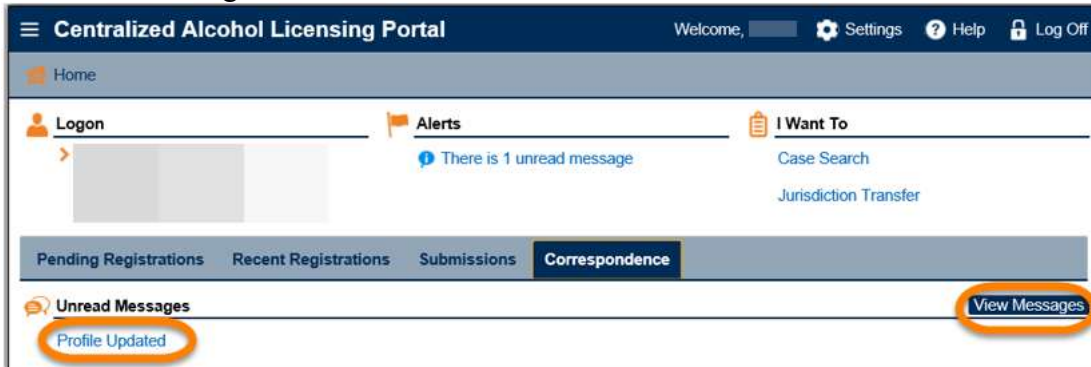 Centralized Alcohol Licensing Portal Welcome, Settings Help Log Off
Home
Logon Alerts I Want To
There is 1 unread message Case Search
Jurisdiction Transfer
Pending Registrations Recent Registrations Submissions Correspondence
Unread Messages View Messages
Profile Updated